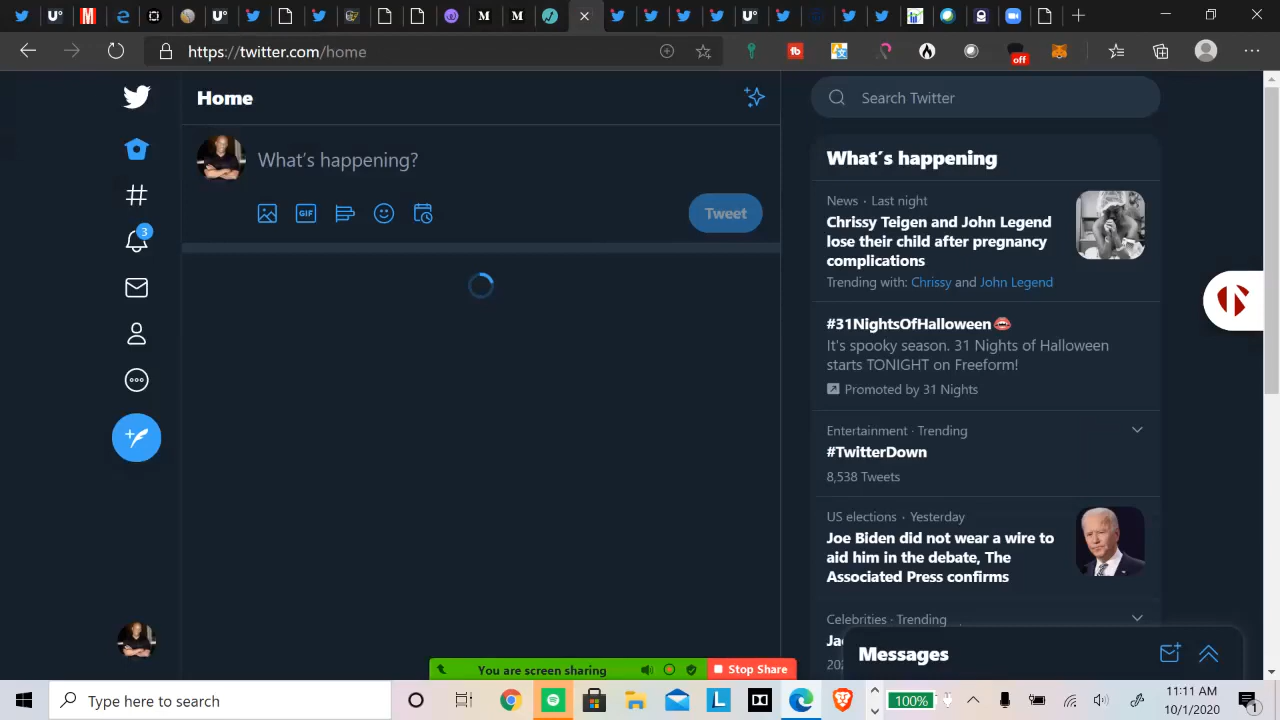 https://twitter.com/home
off
Home
What's happening?
GIF
Tweet
3
Search Twitter
What's happening
News · Last night
Chrissy Teigen and John Legend
lose their child after pregnancy
complications
Trending with: Chrissy and John Legend
#31NightsOfHalloween
It's spooky season. 31 Nights of Halloween
starts TONIGHT on Freeform!
Promoted by 31 Nights
Entertainment · Trending
#TwitterDown
8,538 Tweets
US elections · Yesterday
Joe Biden did not wear a wire to
aid him in the debate, The
Associated Press confirms
Celebrities · Trending
Messages
You are screen sharing
Stop Share
Type here to search
100%
11:11 AM
10/1/2020
1